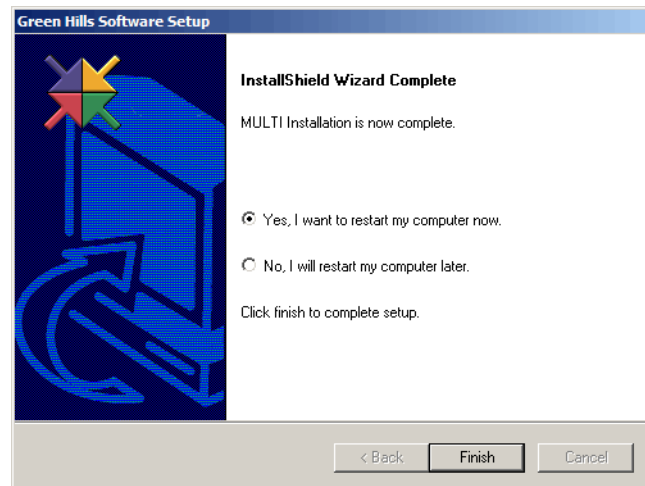 Green Hills Software Setup
InstallShield Wizard Complete
MULTI Installation is now complete.
Yes, I want to restart my computer now.
No, I will restart my computer later.
Click finish to complete setup.
< Back Finish Cancel